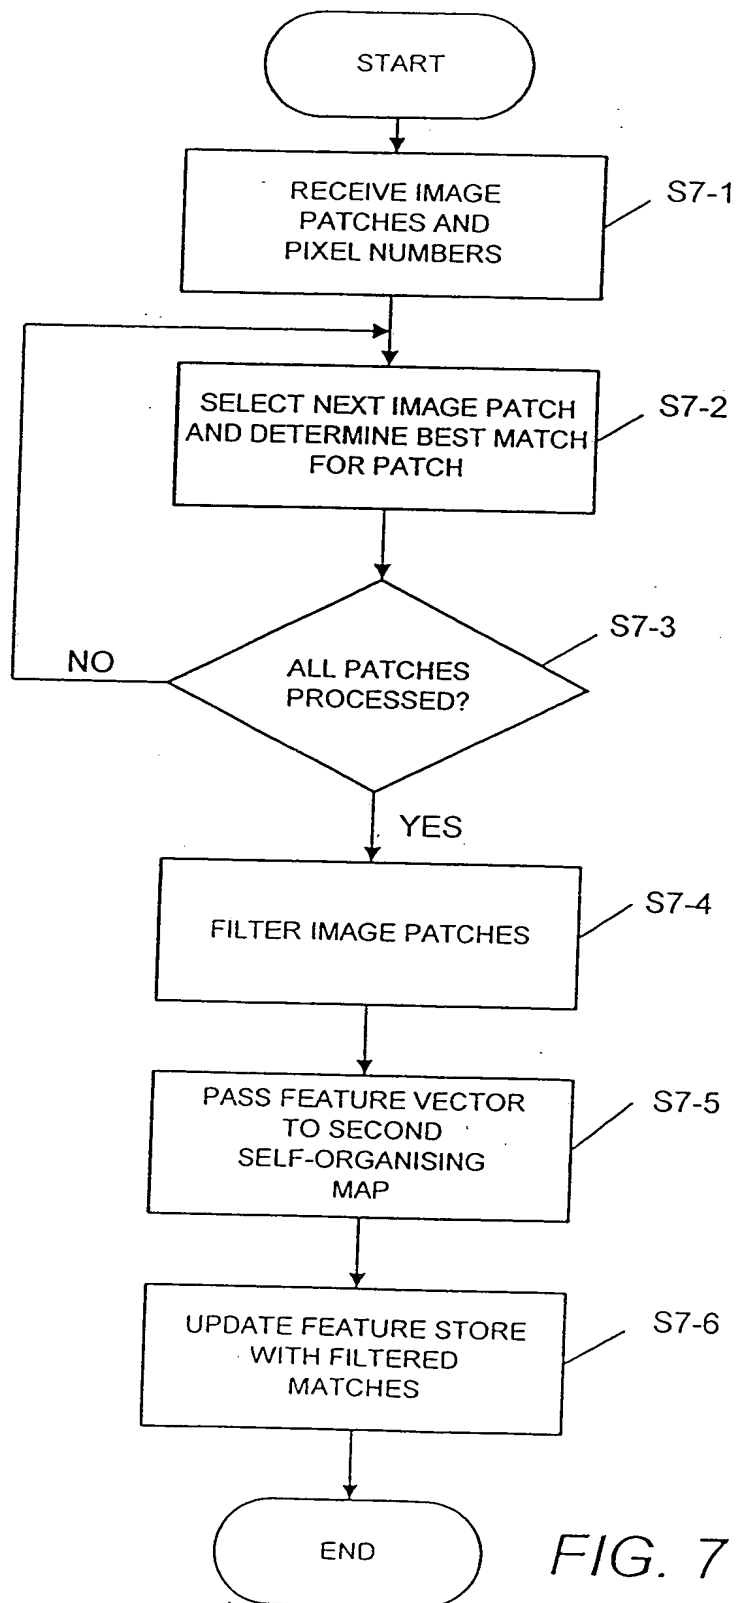 START
RECEIVE IMAGE
PATCHES AND
PIXEL NUMBERS
S7-1
SELECT NEXT IMAGE PATCH
AND DETERMINE BEST MATCH
FOR PATCH
S7-2
ALL PATCHES
PROCESSED?
S7-3
NO
YES
FILTER IMAGE PATCHES
S7-4
PASS FEATURE VECTOR
TO SECOND
SELF-ORGANISING
MAP
S7-5
UPDATE FEATURE STORE
WITH FILTERED
MATCHES
S7-6
END
FIG. 7